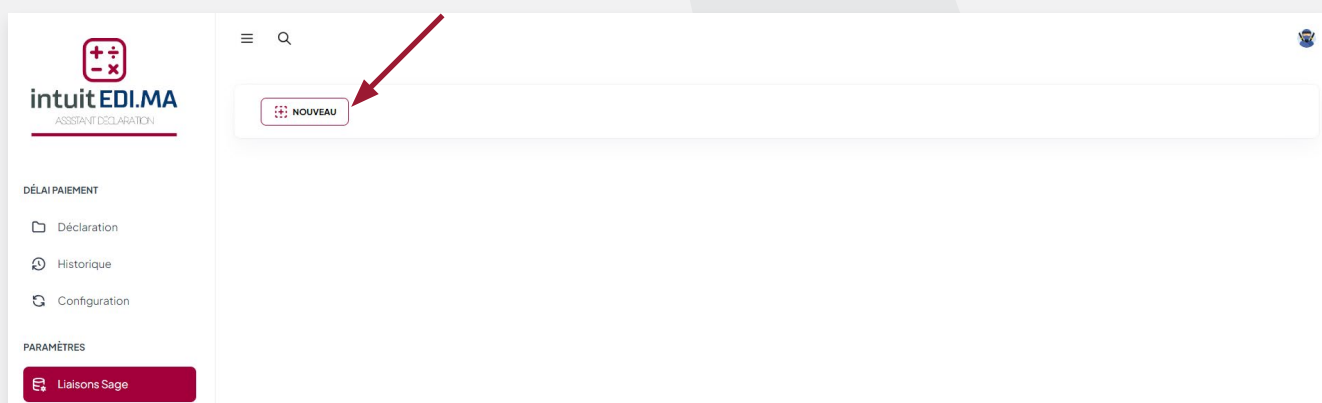 intuit EDI.MA
ASSISTANT DÉCLARATION
NOUVEAU
DÉLAI PAIEMENT
Déclaration
Historique
Configuration
PARAMÈTRES
Liaisons Sage